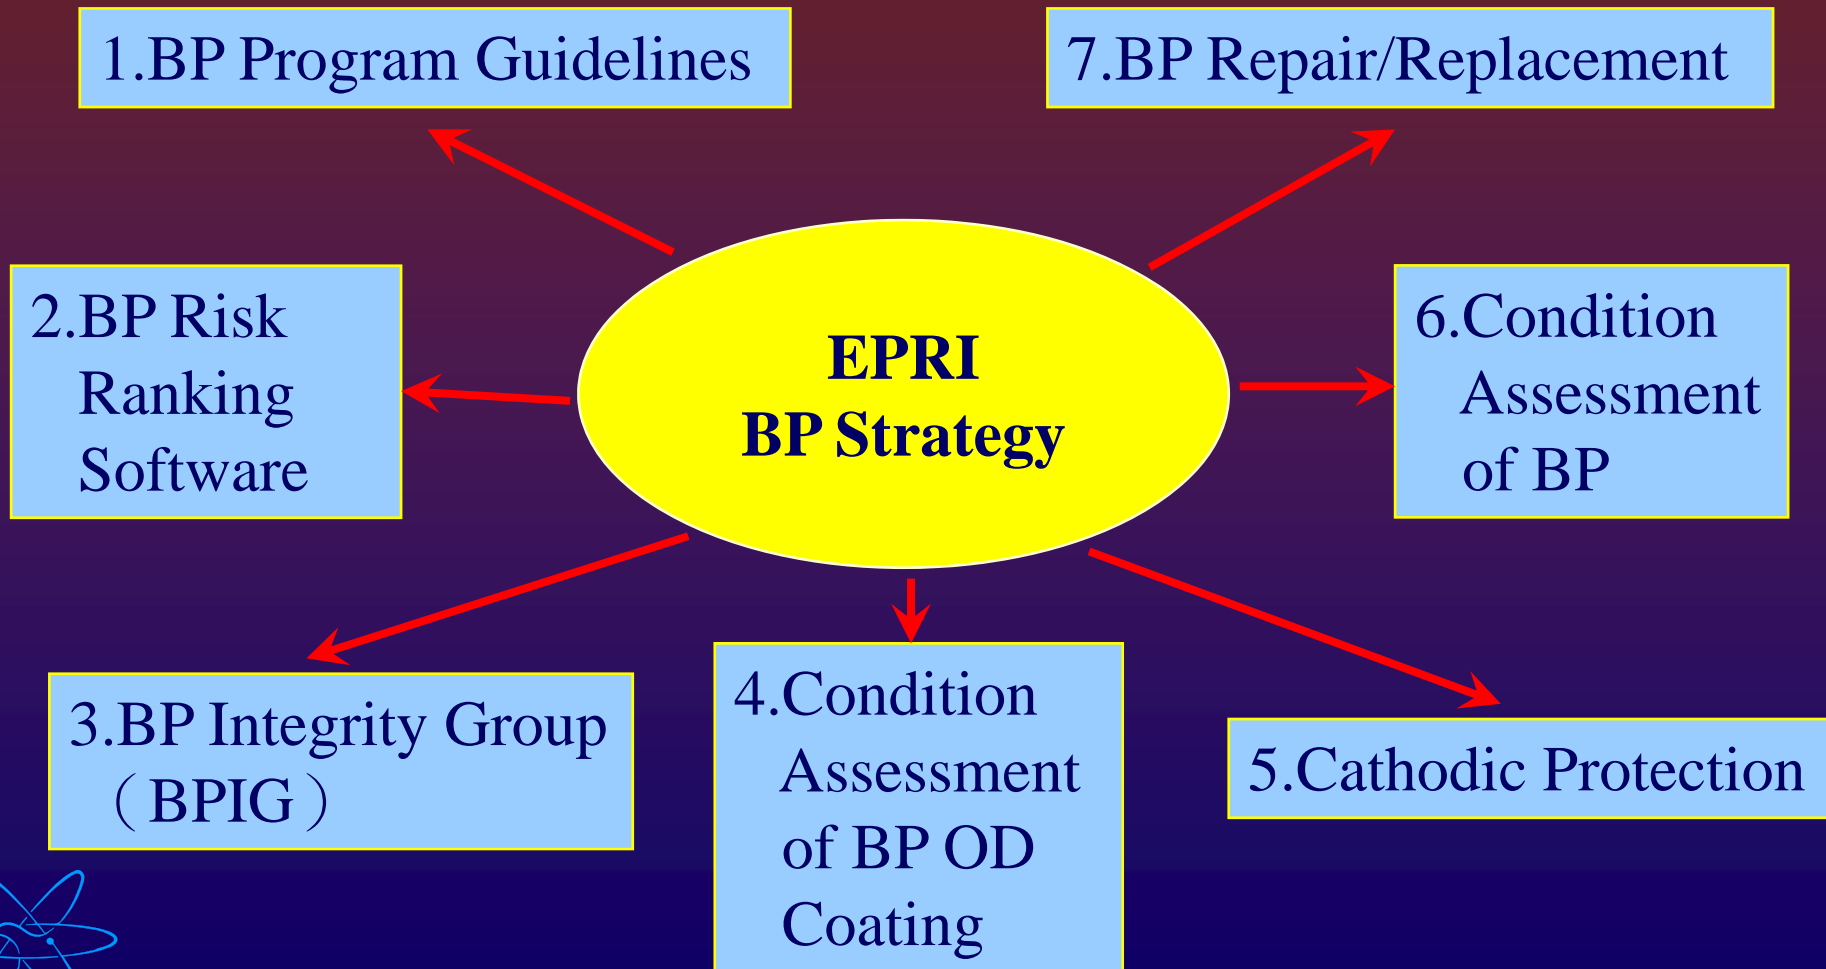 1.BP Program Guidelines
7.BP Repair/Replacement
2.BP Risk
Ranking
Software
EPRI
BP Strategy
6.Condition
Assessment
of BP
3.BP Integrity Group
（BPIG）
4.Condition
Assessment
of BP OD
Coating
5.Cathodic Protection